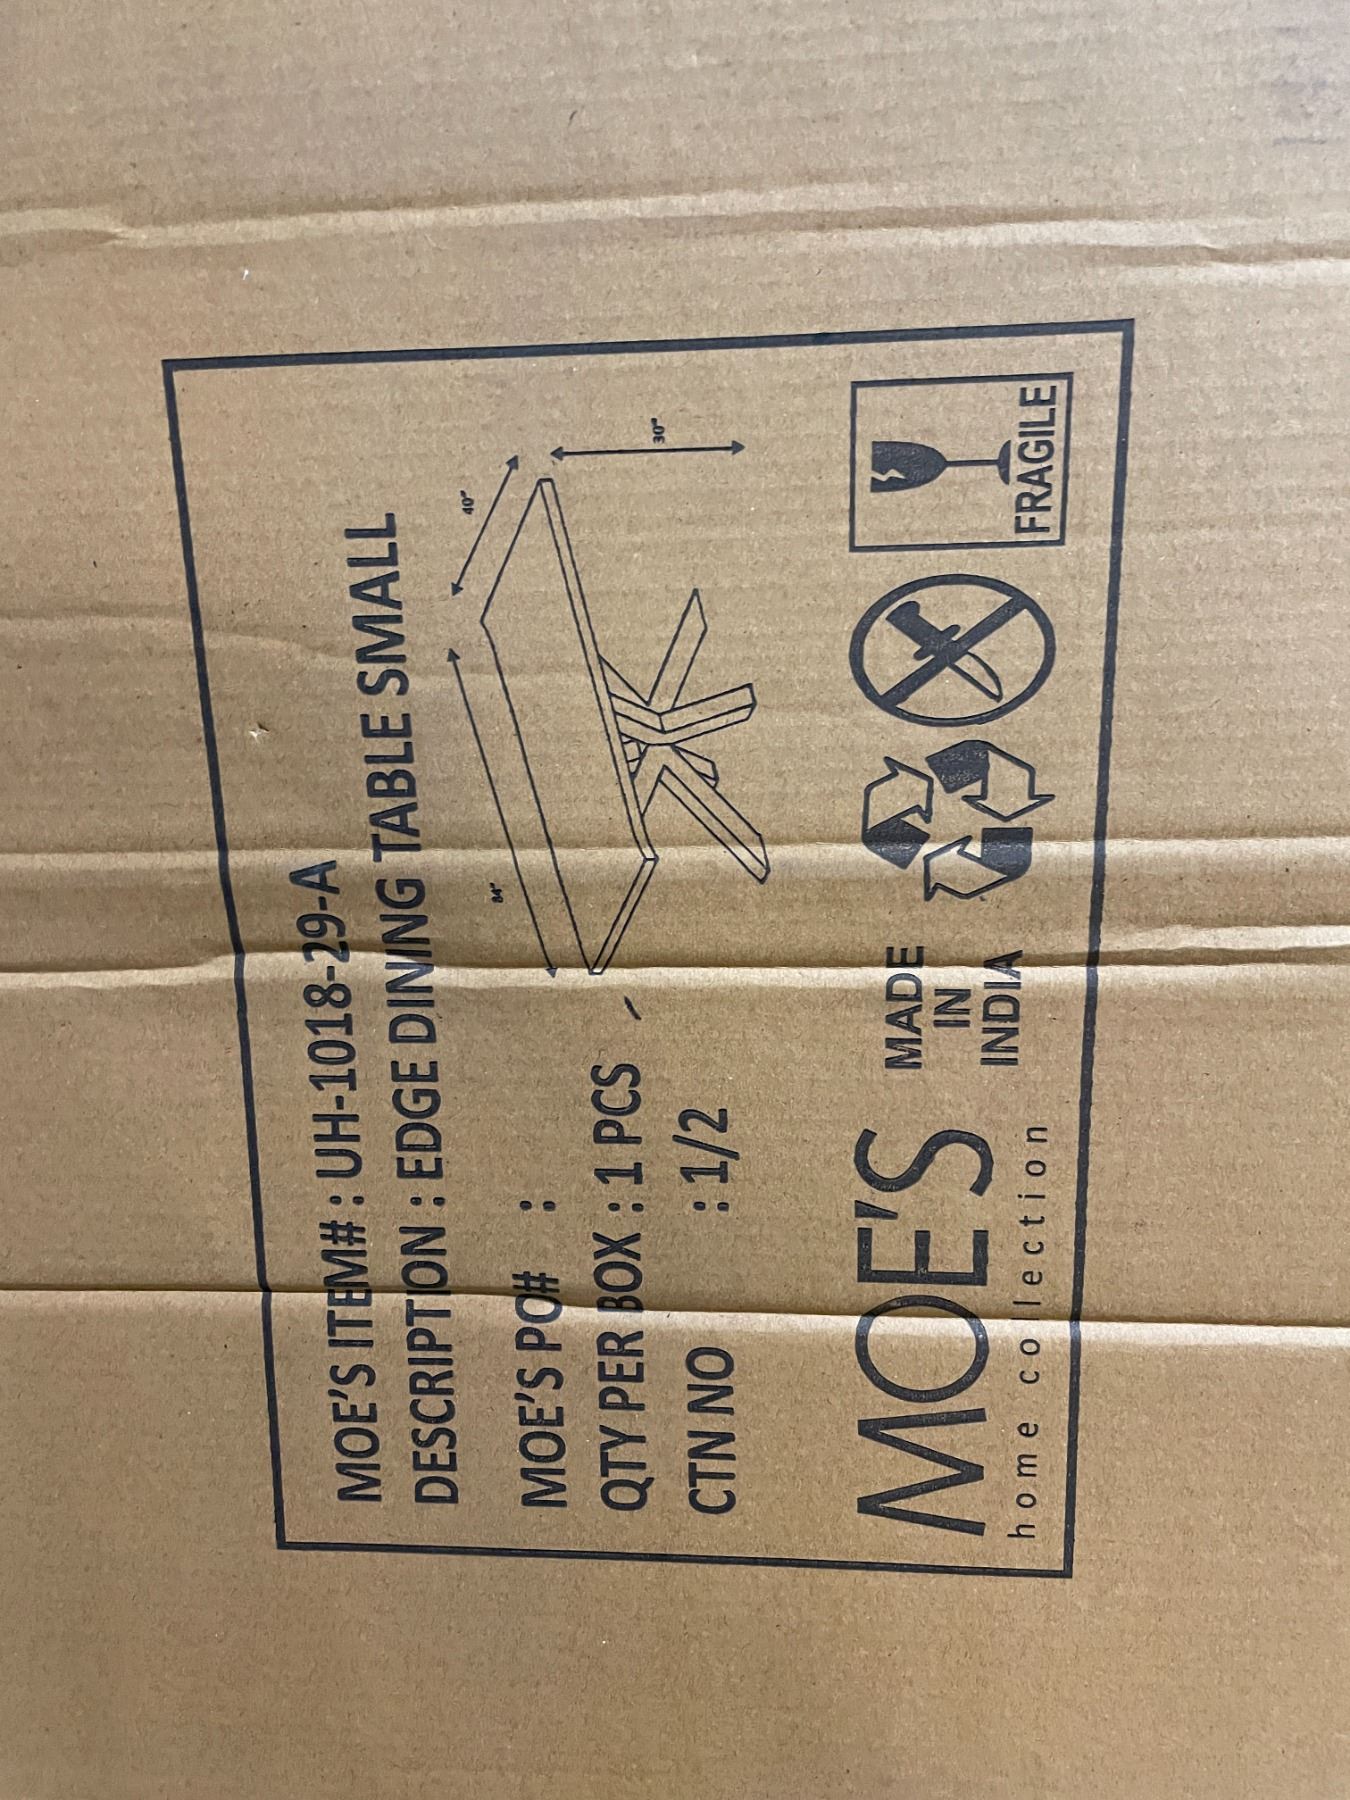 MOE'S ITEM# : UH-1018-29-A
DESCRIPTION : EDGE DINING TABLE SMALL
MOE'S PO# :
QTY PER BOX : 1 PCS
CTN NO : 1/2
84"
40"
30"
MOE'S
home collection
MADE
IN
INDIA
FRAGILE